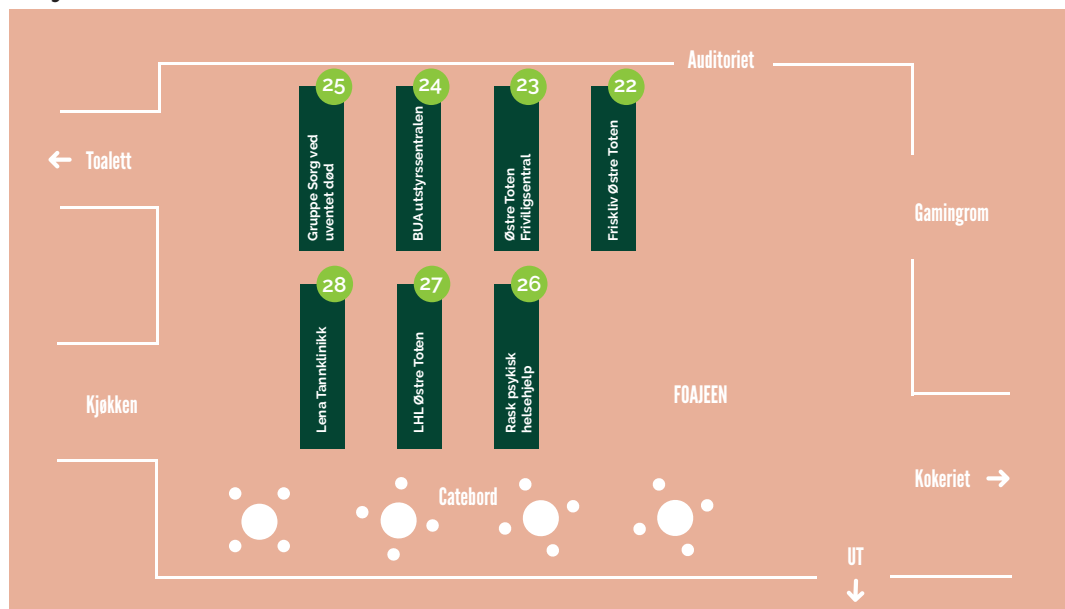 Auditoriet
25
24
23
22
Gruppe Sorg ved
uventet død
BUA utstyrssentralen
Østre Toten
Friviligsentral
Friskliv Østre Toten
← Toalett
Gamingrom
28
27
26
Lena Tannklinikk
LHL Østre Toten
Rask psykisk
helsehjelp
Kjøkken
FOAJEEN
Kokeriet →
Catebord
UT
↓